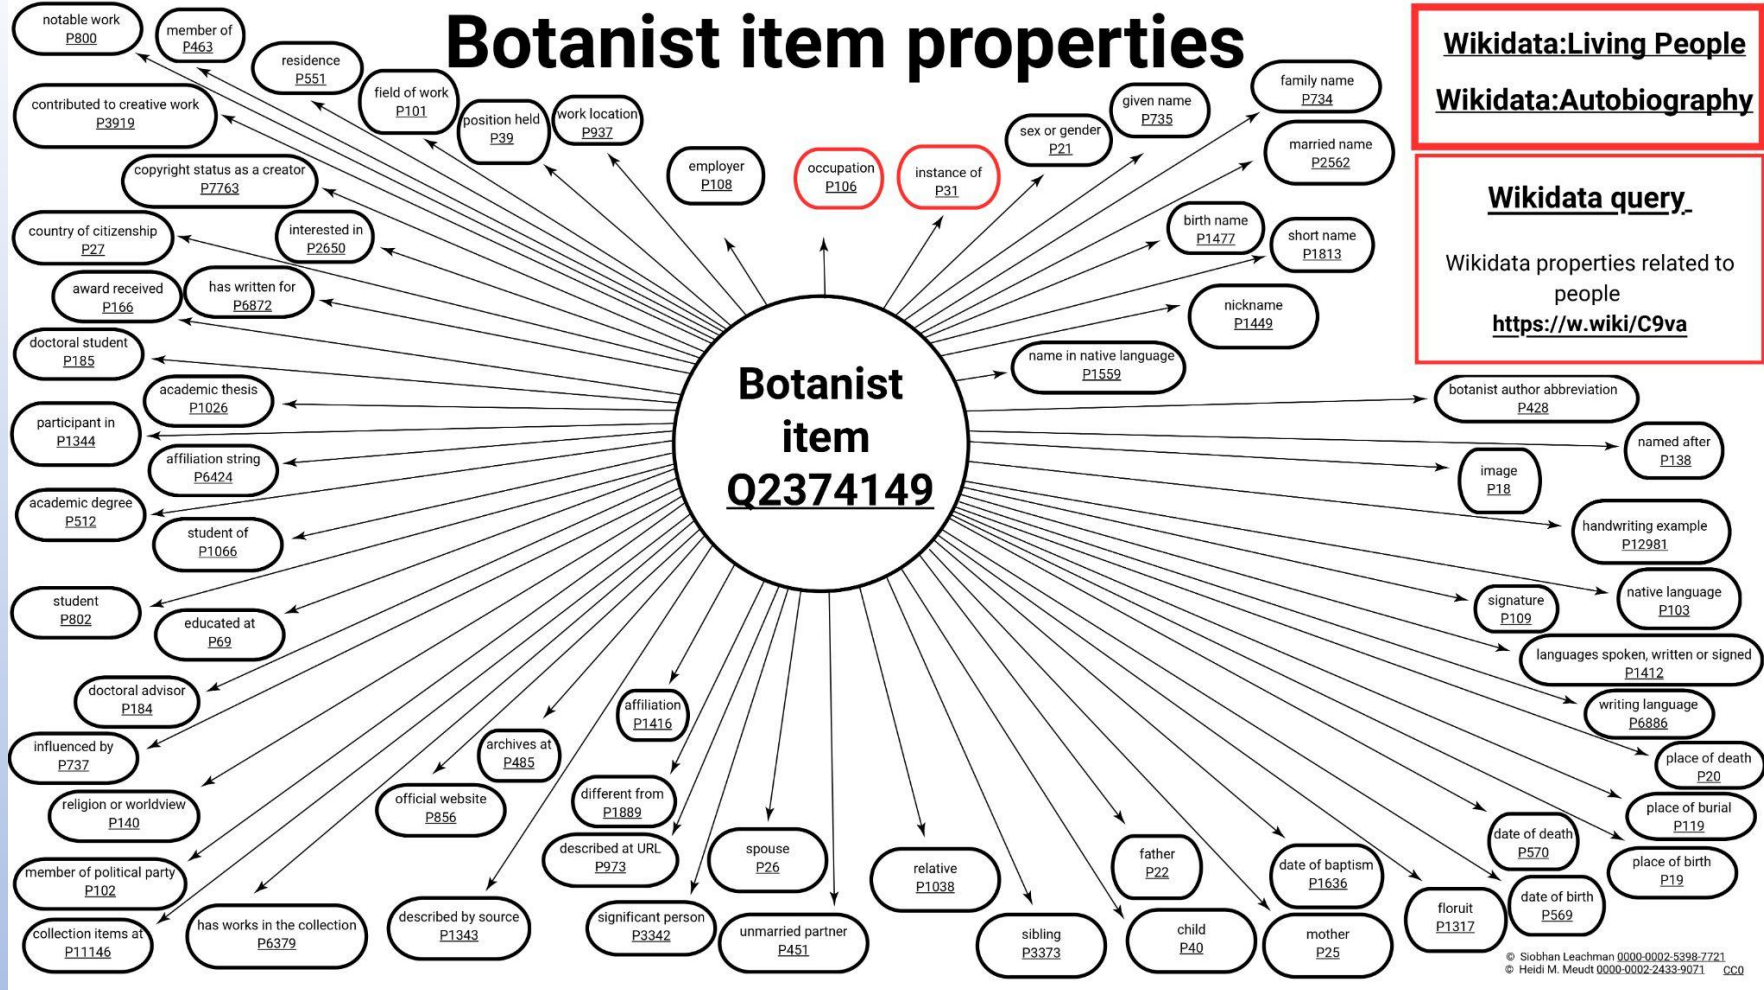 Botanist item properties
Wikidata:Living People
Wikidata:Autobiography
Wikidata query
Wikidata properties related to
people
https://w.wiki/C9va
Botanist
item
Q2374149
notable work
P800
member of
P463
residence
P551
field of work
P101
position held
P39
work location
P937
employer
P108
occupation
P106
instance of
P31
sex or gender
P21
given name
P735
family name
P734
married name
P2562
birth name
P1477
short name
P1813
nickname
P1449
name in native language
P1559
contributed to creative work
P3919
copyright status as a creator
P7763
country of citizenship
P27
interested in
P2650
award received
P166
has written for
P6872
doctoral student
P185
academic thesis
P1026
participant in
P1344
affiliation string
P6424
academic degree
P512
student of
P1066
student
P802
educated at
P69
doctoral advisor
P184
influenced by
P737
religion or worldview
P140
member of political party
P102
collection items at
P11146
has works in the collection
P6379
official website
P856
archives at
P485
described by source
P1343
affiliation
P1416
different from
P1889
described at URL
P973
significant person
P3342
spouse
P26
unmarried partner
P451
relative
P1038
sibling
P3373
father
P22
child
P40
mother
P25
date of baptism
P1636
floruit
P1317
date of birth
P569
date of death
P570
place of birth
P19
place of burial
P119
place of death
P20
writing language
P6886
languages spoken, written or signed
P1412
signature
P109
native language
P103
handwriting example
P12981
image
P18
named after
P138
botanist author abbreviation
P428
© Siobhan Leachman 0000-0002-5398-7721
© Heidi M. Meudt 0000-0002-2433-9071 CC0